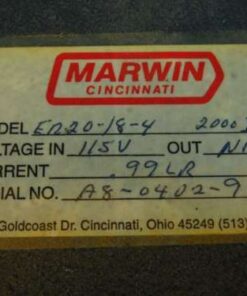 MARWIN
CINCINNATI
DEL EA20-18-4 2000
LTAGE IN 115V OUT
RRENT .99LR
IAL NO. A8-0402-9
Goldcoast Dr. Cincinnati, Ohio 45249 (513)